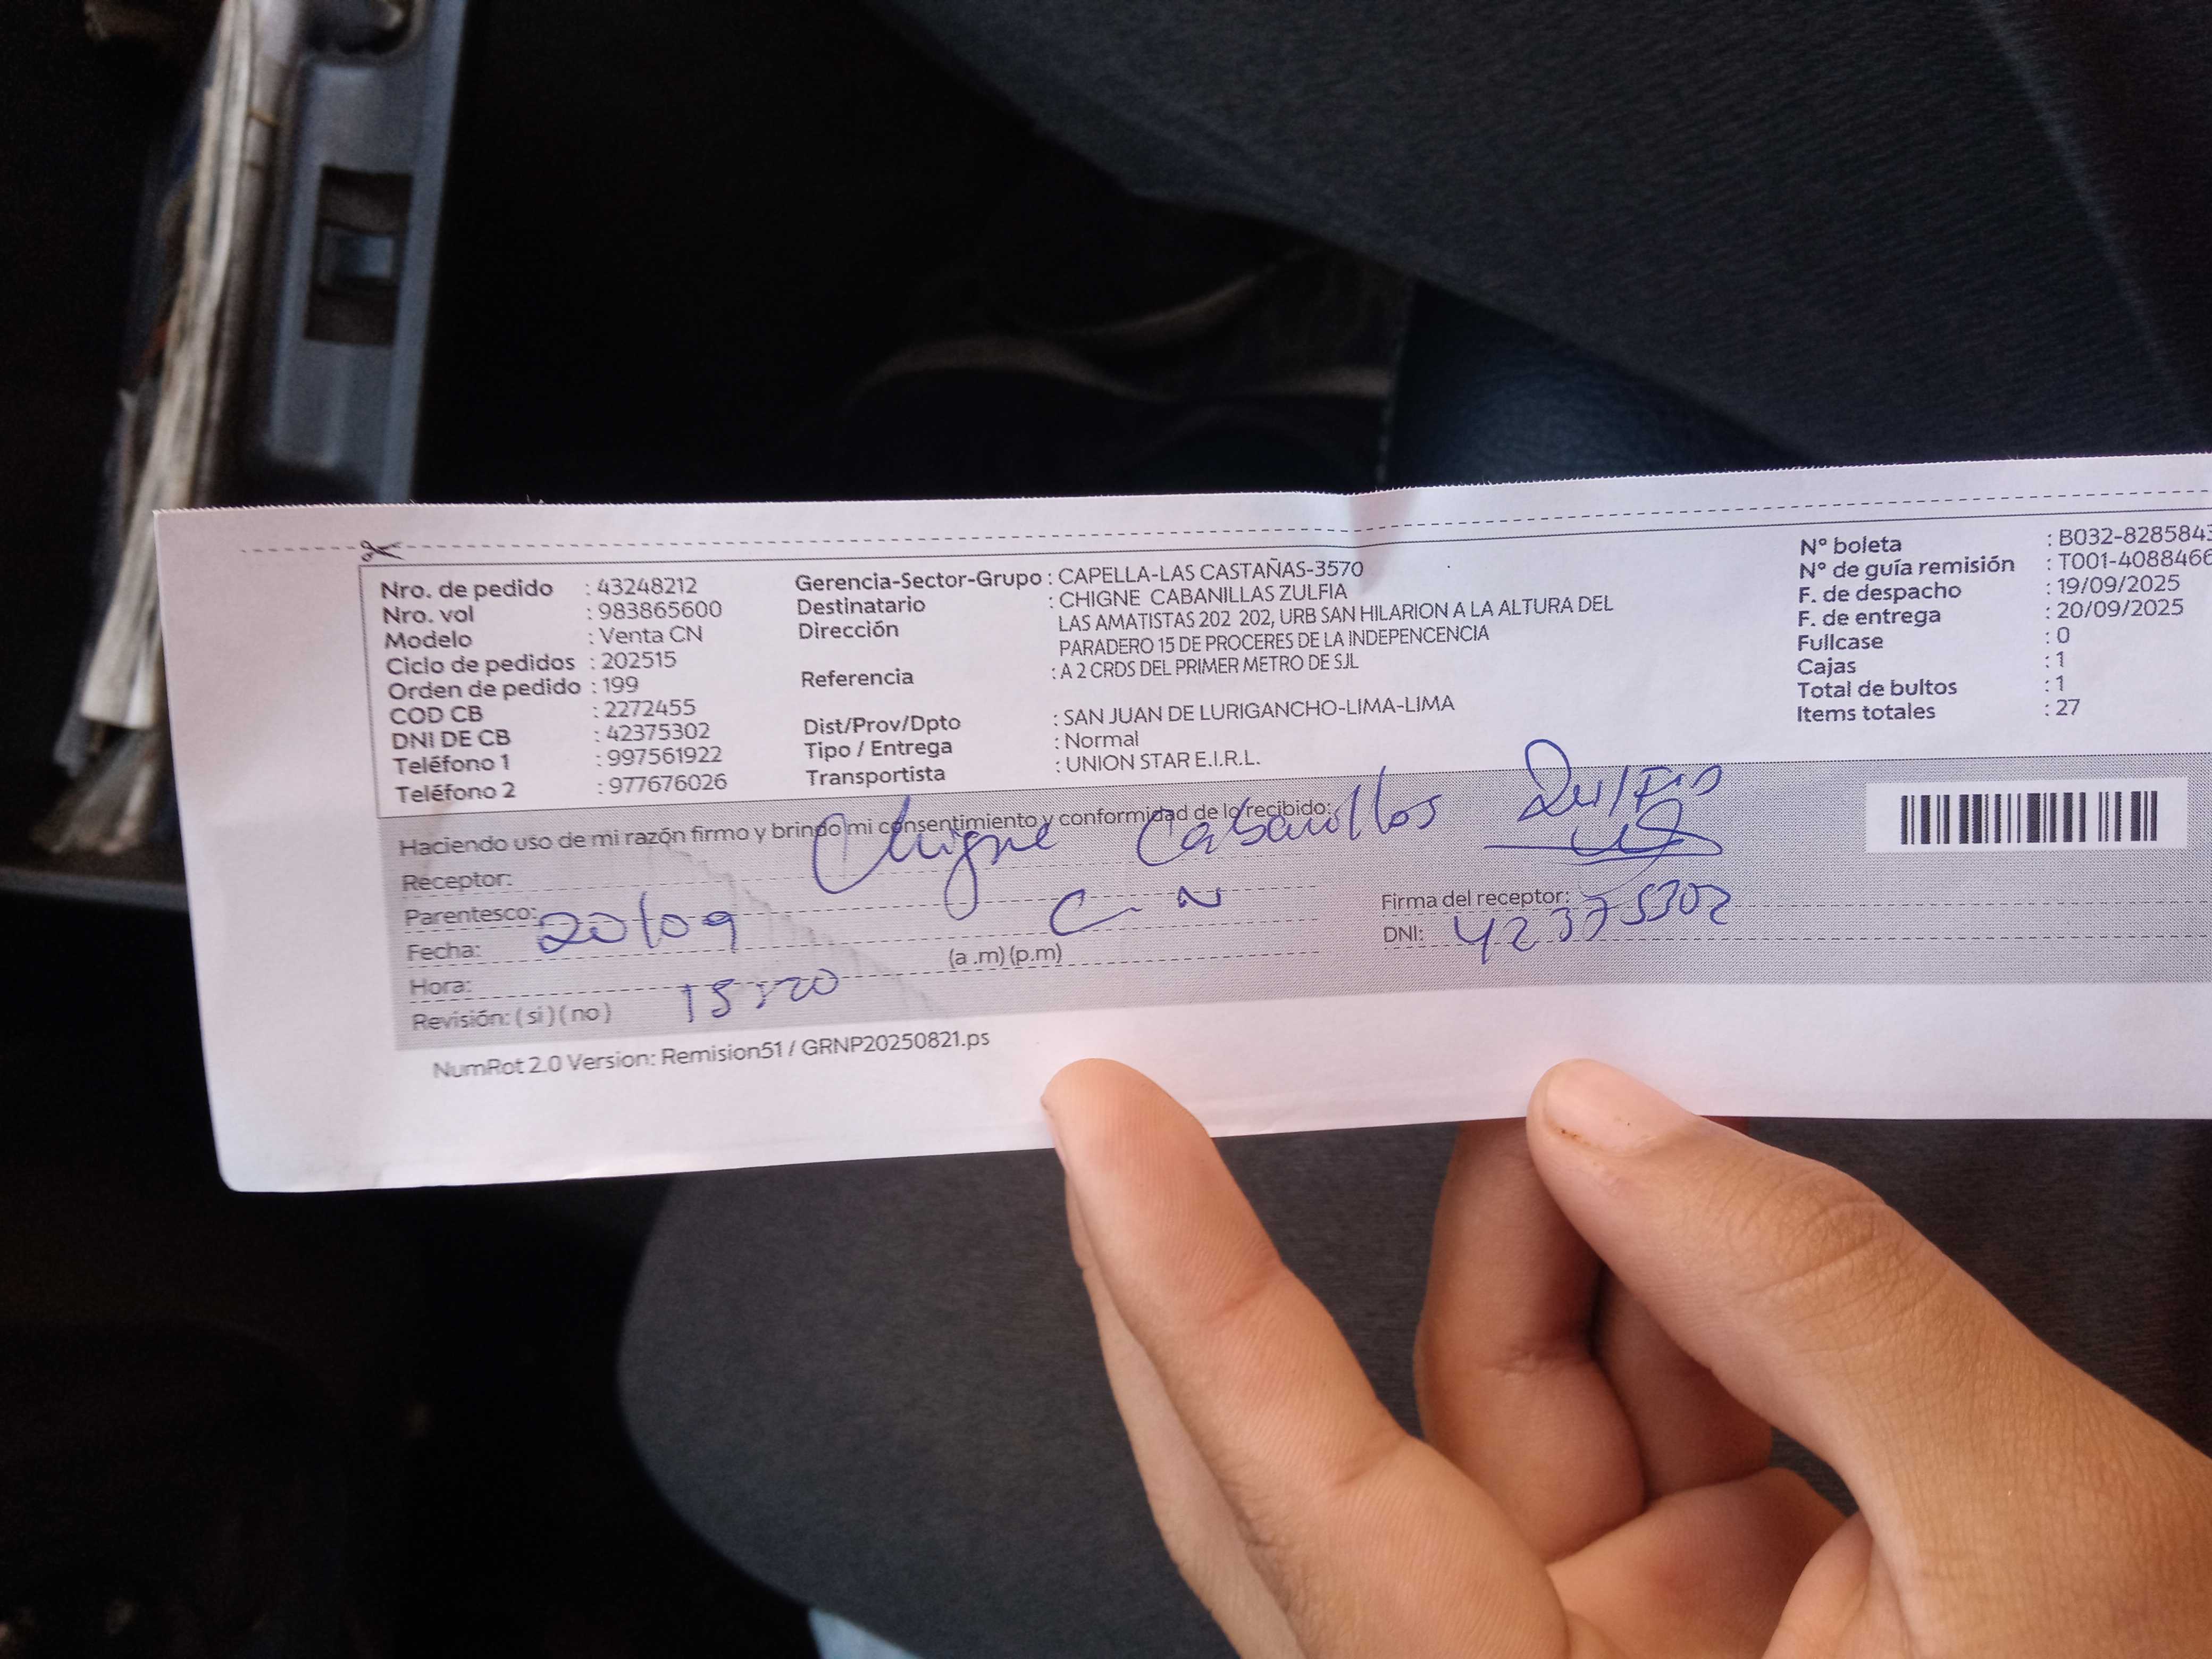 Nro. de pedido : 43248212
Nro. vol : 983865600
Modelo : Venta CN
Ciclo de pedidos : 202515
Orden de pedido : 199
COD CB : 2272455
DNI DE CB : 42375302
Teléfono 1 : 997561922
Teléfono 2 : 977676026
Gerencia-Sector-Grupo : CAPELLA-LAS CASTAÑAS-3570
Destinatario : CHIGNE CABANILLAS ZULFIA
Dirección LAS AMATISTAS 202 202, URB SAN HILARION A LA ALTURA DEL
PARADERO 15 DE PROCERES DE LA INDEPENCENCIA
Referencia : A 2 CRDS DEL PRIMER METRO DE SJL
Dist/Prov/Dpto : SAN JUAN DE LURIGANCHO-LIMA-LIMA
Tipo / Entrega : Normal
Transportista : UNION STAR E.I.R.L.
N° boleta : B032-8285843
N° de guía remisión : T001-4088466
F. de despacho : 19/09/2025
F. de entrega : 20/09/2025
Fullcase : 0
Cajas : 1
Total de bultos : 1
Items totales : 27
Haciendo uso de mi razón firmo y brindo mi consentimiento y conformidad de lo recibido:
Receptor: Chigne Cabanillas Zulfia
Parentesco: C N
Fecha: 20/09
Hora: (a .m) (p.m)
15:20
Revisión: ( si ) ( no )
Firma del receptor:
DNI: 42375302
NumRot 2.0 Version: Remision51 / GRNP20250821.ps